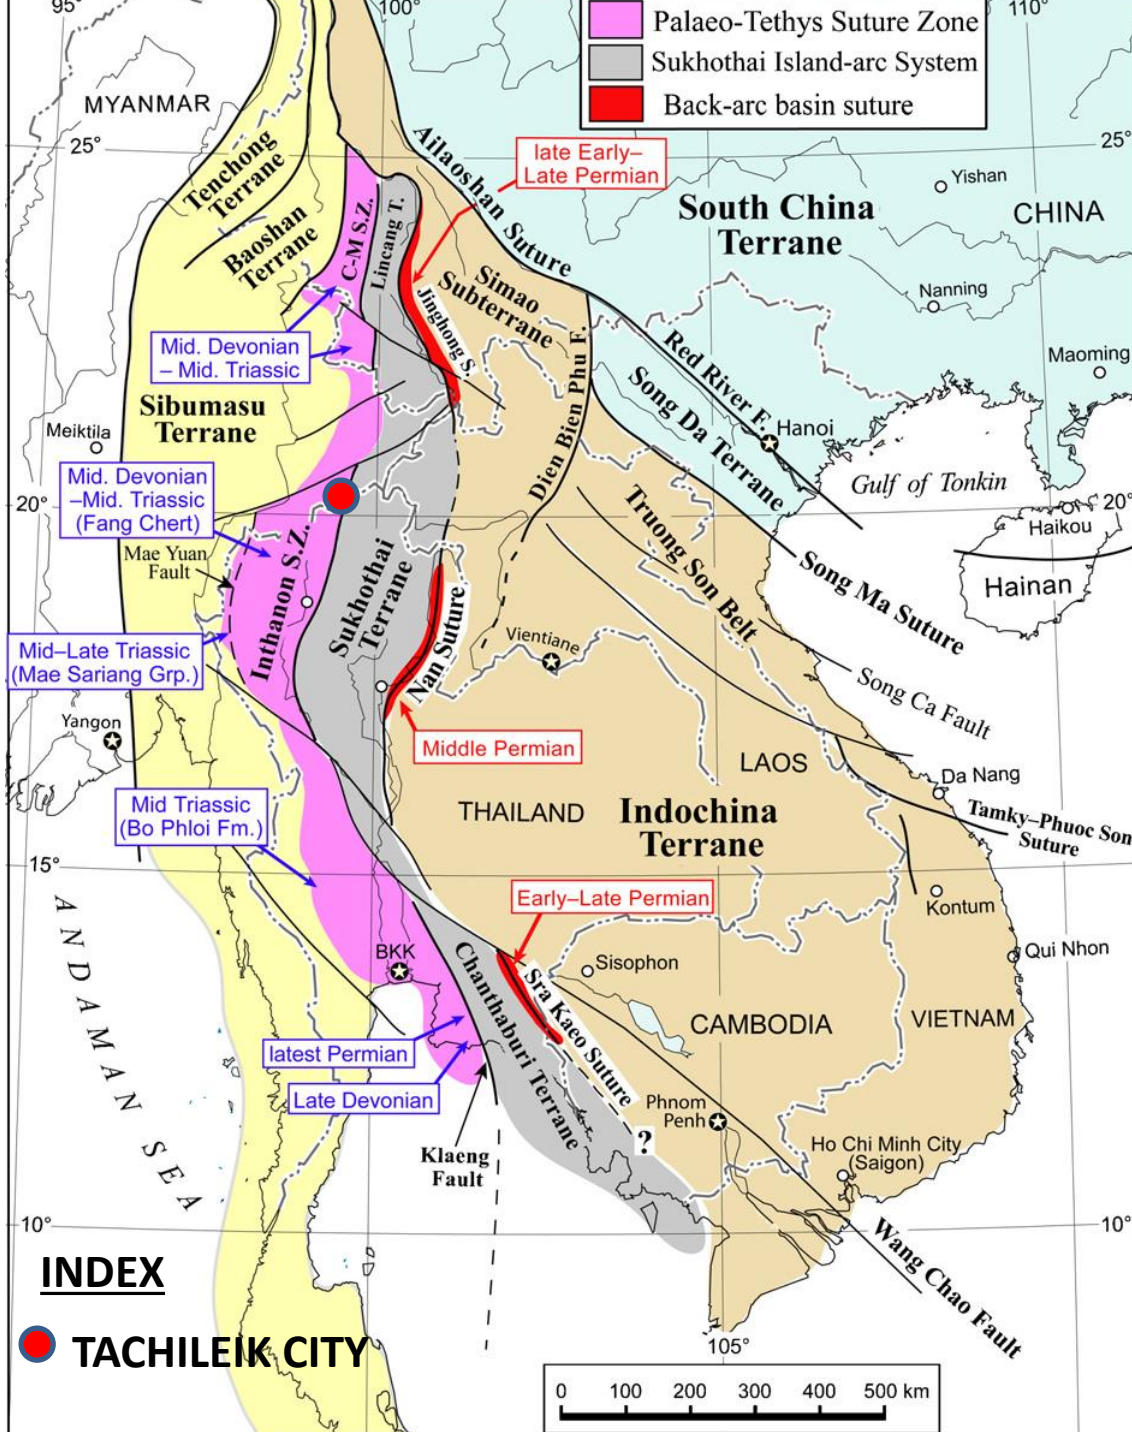 95°
100°
110°
Palaeo-Tethys Suture Zone
Sukhothai Island-arc System
Back-arc basin suture
MYANMAR
25°
25°
Tenchong
Terrane
Baoshan
Terrane
C-M S.Z.
Lincang T.
Ailaoshan Suture
late Early–
Late Permian
South China
Terrane
Yishan
CHINA
Nanning
Maoming
Simao
Subterrane
Jinghong S.
Mid. Devonian
– Mid. Triassic
Sibumasu
Terrane
Meiktila
Dien Bien Phu F.
Red River F.
Song Da Terrane
Hanoi
Gulf of Tonkin
Mid. Devonian
–Mid. Triassic
(Fang Chert)
20°
20°
Haikou
Hainan
Mae Yuan
Fault
Inthanon S.Z.
Sukhothai
Terrane
Nan Suture
Truong Son Belt
Song Ma Suture
Vientiane
Mid–Late Triassic
(Mae Sariang Grp.)
Song Ca Fault
Yangon
Middle Permian
LAOS
Da Nang
Mid Triassic
(Bo Phloi Fm.)
THAILAND
Indochina
Terrane
Tamky–Phuoc Son
Suture
15°
Early–Late Permian
Kontum
Qui Nhon
ANDAMAN SEA
BKK
Chanthaburi Terrane
Sra Kaeo Suture
Sisophon
CAMBODIA
VIETNAM
latest Permian
Late Devonian
Phnom
Penh
?
Klaeng
Fault
Ho Chi Minh City
(Saigon)
10°
10°
Wang Chao Fault
INDEX
TACHILEIK CITY
105°
0 100 200 300 400 500 km